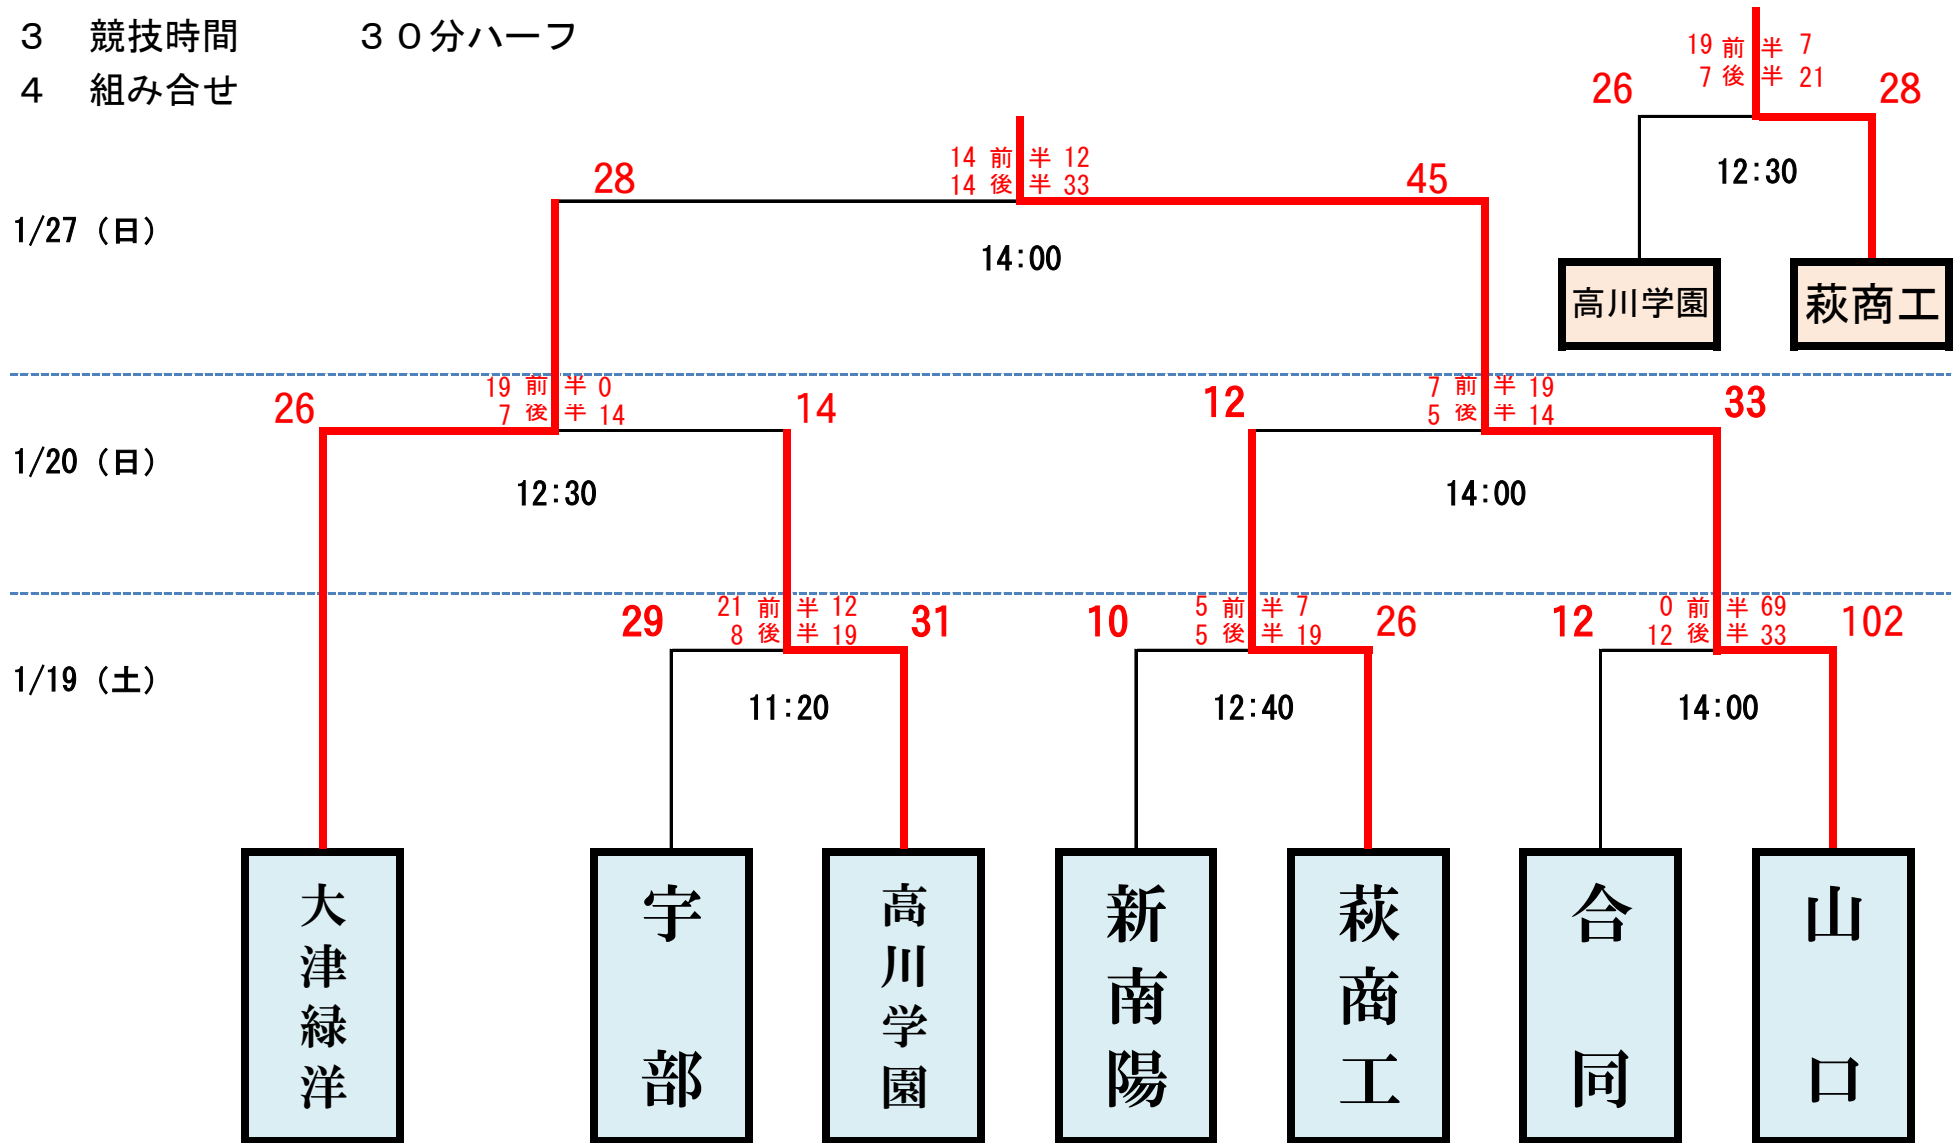 ３　競技時間　　　３０分ハーフ
４　組み合せ
19 前 半 7
7 後 半 21
26 28
12:30
高川学園 萩商工
14 前 半 12
14 後 半 33
28 45
1/27（日）
14:00
19 前 半 0
7 後 半 14
26 14
7 前 半 19
5 後 半 14
12 33
1/20（日）
12:30 14:00
21 前 半 12
8 後 半 19
29 31
5 前 半 7
5 後 半 19
10 26
0 前 半 69
12 後 半 33
12 102
1/19（土）
11:20 12:40 14:00
大津緑洋
宇部
高川学園
新南陽
萩商工
合同
山口